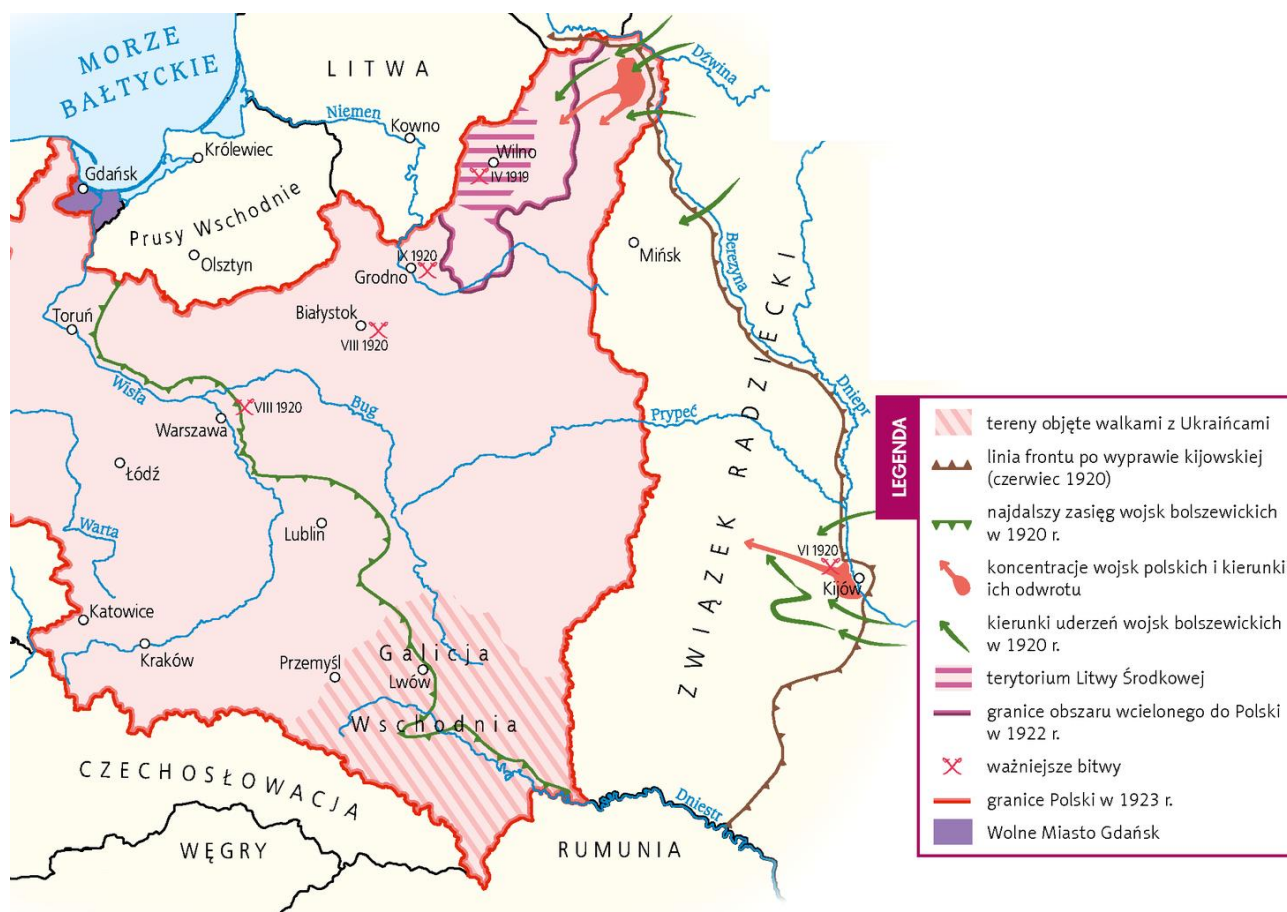 MORZE
BAŁTYCKIE
LITWA
Dźwina
Niemen
Kowno
Królewiec
Wilno
IV 1919
Gdańsk
Prusy Wschodnie
Olsztyn
Mińsk
Berezyna
IX 1920
Grodno
Toruń
Białystok
VIII 1920
Wisła
Bug
Dniepr
Warszawa
VIII 1920
Prypeć
Łódź
ZWIĄZEK RADZIECKI
Warta
Lublin
VI 1920
Kijów
Katowice
Kraków
Przemyśl
Galicja
Lwów
Wschodnia
CZECHOSŁOWACJA
Dniestr
WĘGRY
RUMUNIA
LEGENDA
tereny objęte walkami z Ukraińcami
linia frontu po wyprawie kijowskiej
(czerwiec 1920)
najdalszy zasięg wojsk bolszewickich
w 1920 r.
koncentracje wojsk polskich i kierunki
ich odwrotu
kierunki uderzeń wojsk bolszewickich
w 1920 r.
terytorium Litwy Środkowej
granice obszaru wcielonego do Polski
w 1922 r.
ważniejsze bitwy
granice Polski w 1923 r.
Wolne Miasto Gdańsk